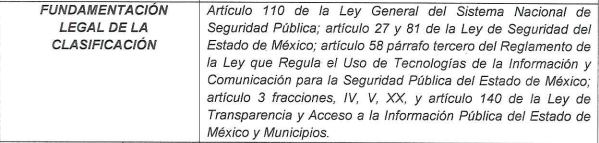 FUNDAMENTACIÓN
LEGAL DE LA
CLASIFICACIÓN
Artículo 110 de la Ley General del Sistema Nacional de
Seguridad Pública; artículo 27 y 81 de la Ley de Seguridad del
Estado de México; artículo 58 párrafo tercero del Reglamento de
la Ley que Regula el Uso de Tecnologías de la Información y
Comunicación para la Seguridad Pública del Estado de México;
artículo 3 fracciones, IV, V, XX, y artículo 140 de la Ley de
Transparencia y Acceso a la Información Pública del Estado de
México y Municipios.